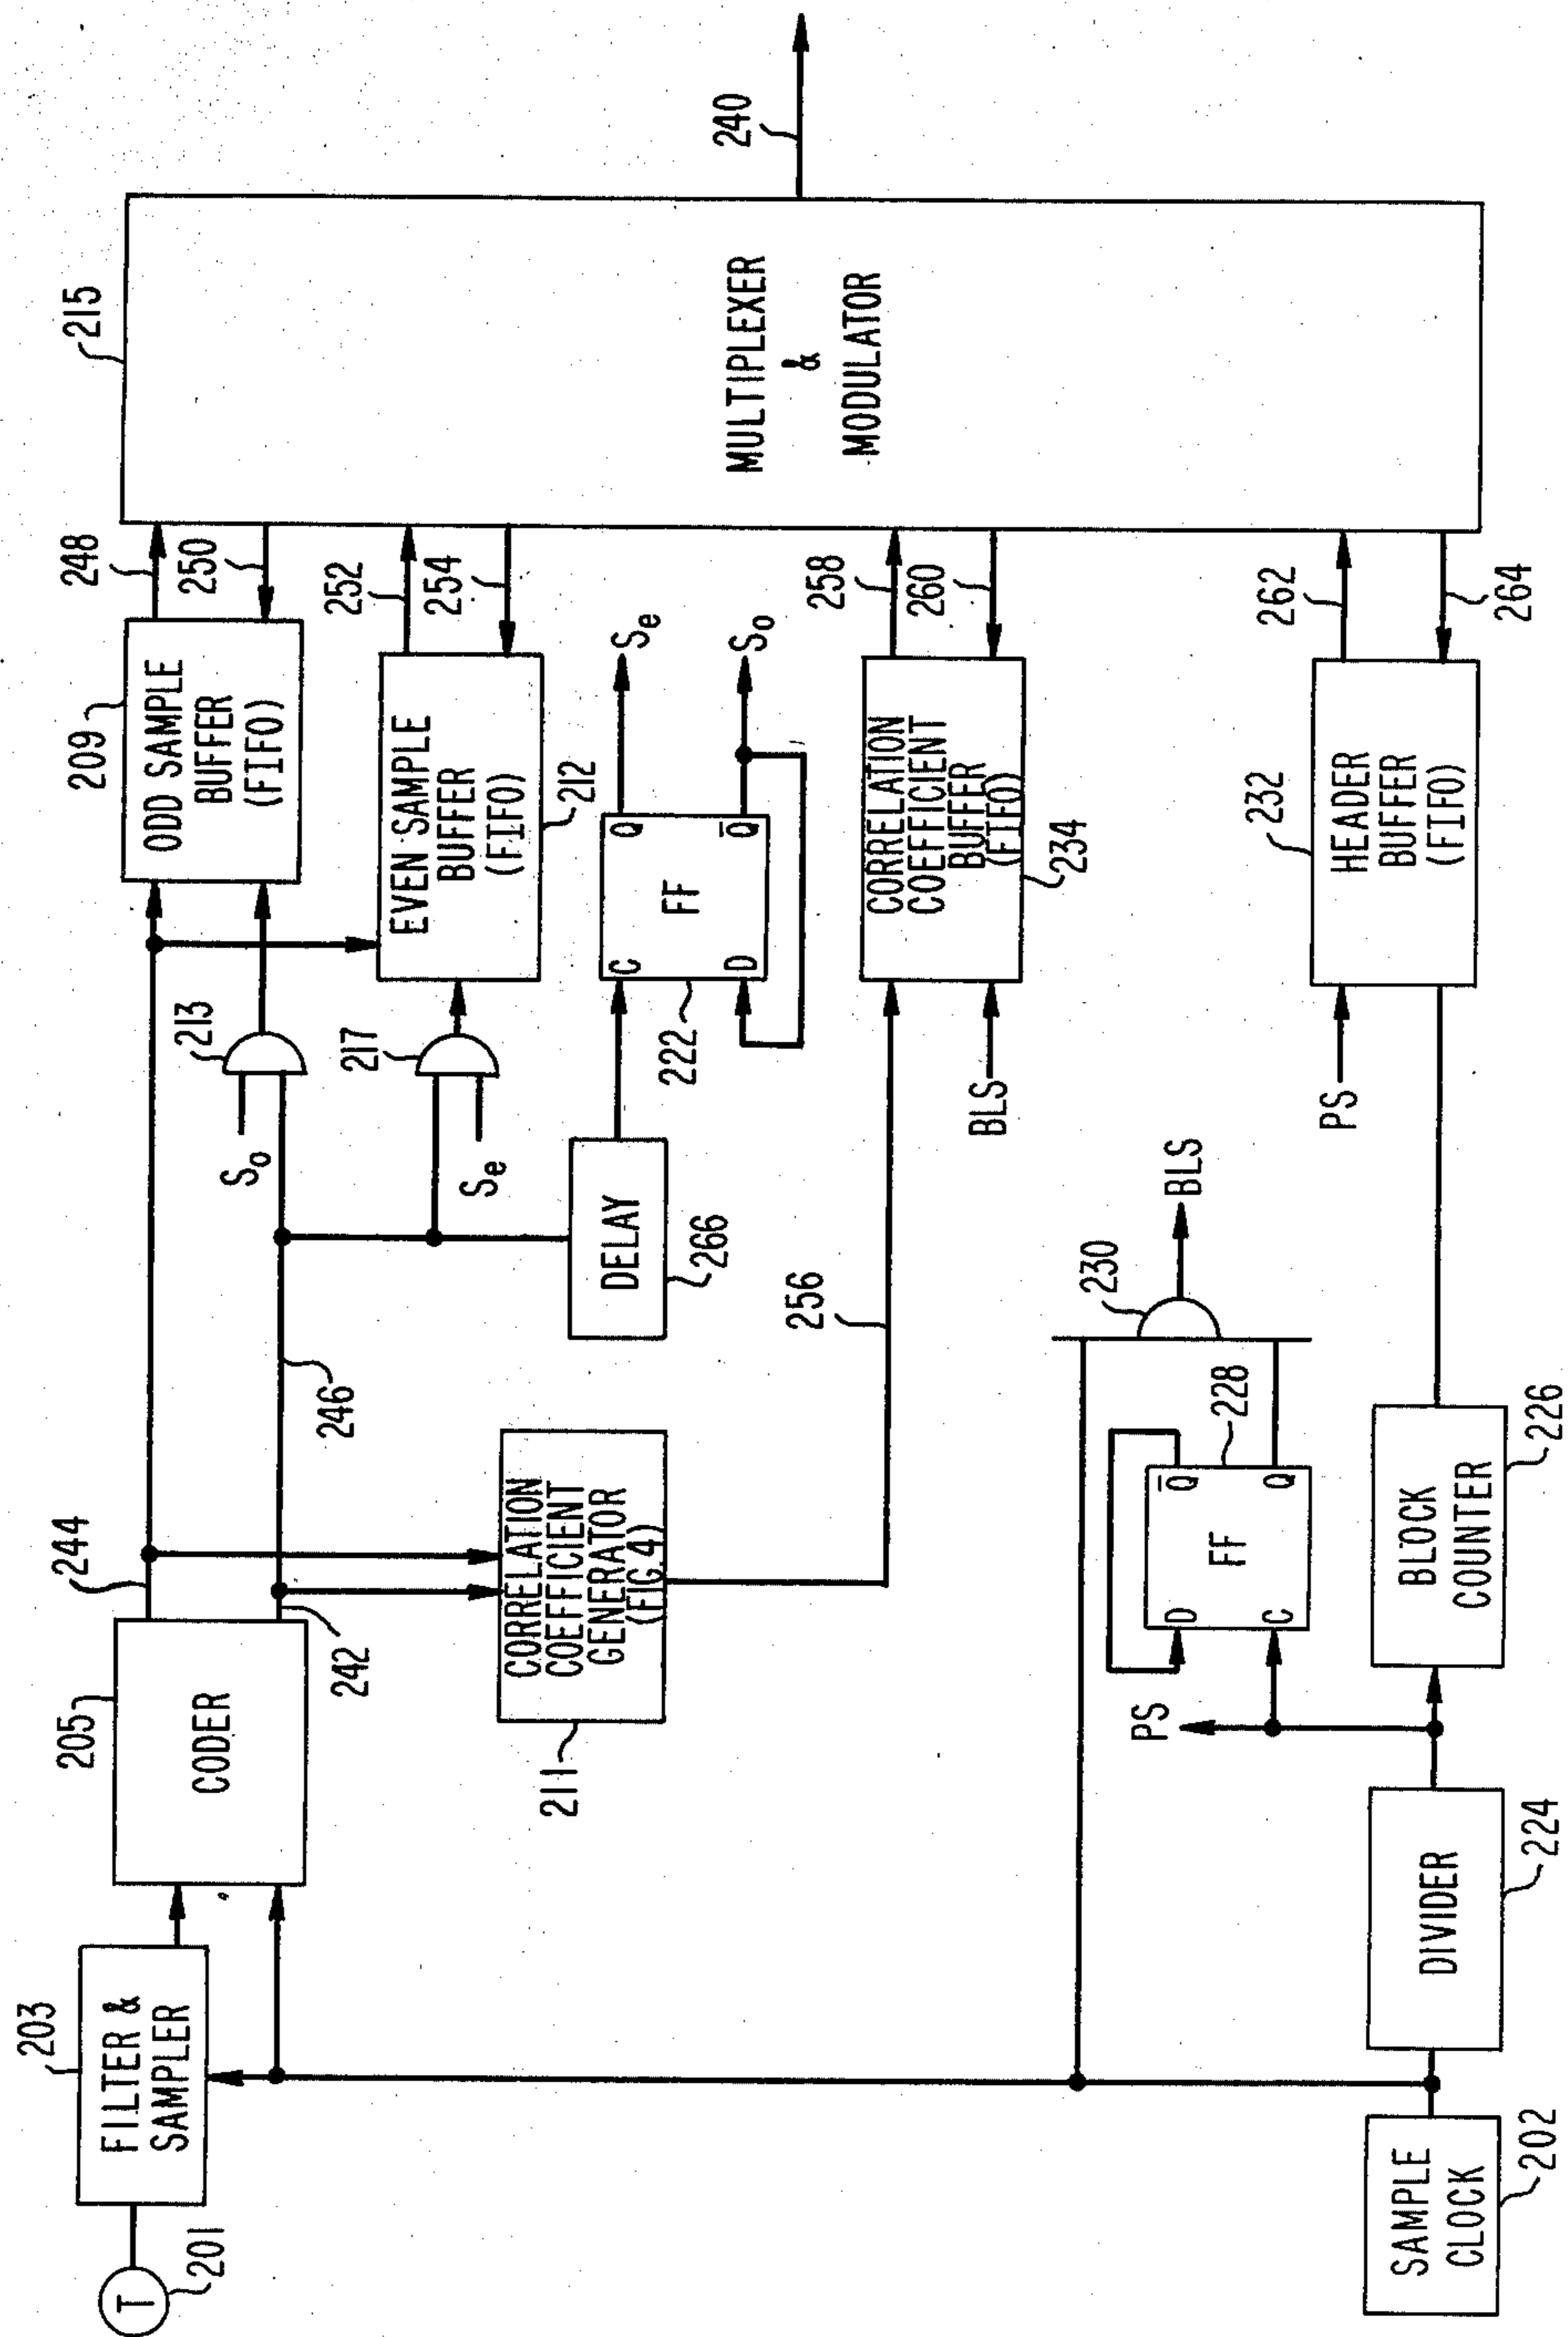 T
201
203
FILTER &
SAMPLER
205
CODER
244
242
246
209
ODD SAMPLE
BUFFER
(FIFO)
248
250
215
MULTIPLEXER
&
MODULATOR
240
213
So
217
Se
EVEN SAMPLE
BUFFER
(FIFO)
212
252
254
DELAY
266
C
Q
FF
D
Q̅
222
Se
So
CORRELATION
COEFFICIENT
GENERATOR
(FIG.4)
211
256
CORRELATION
COEFFICIENT
BUFFER
(FIFO)
234
BLS
258
260
230
BLS
D
Q̅
FF
C
Q
228
PS
PS
232
HEADER
BUFFER
(FIFO)
262
264
SAMPLE
CLOCK
202
DIVIDER
224
BLOCK
COUNTER
226